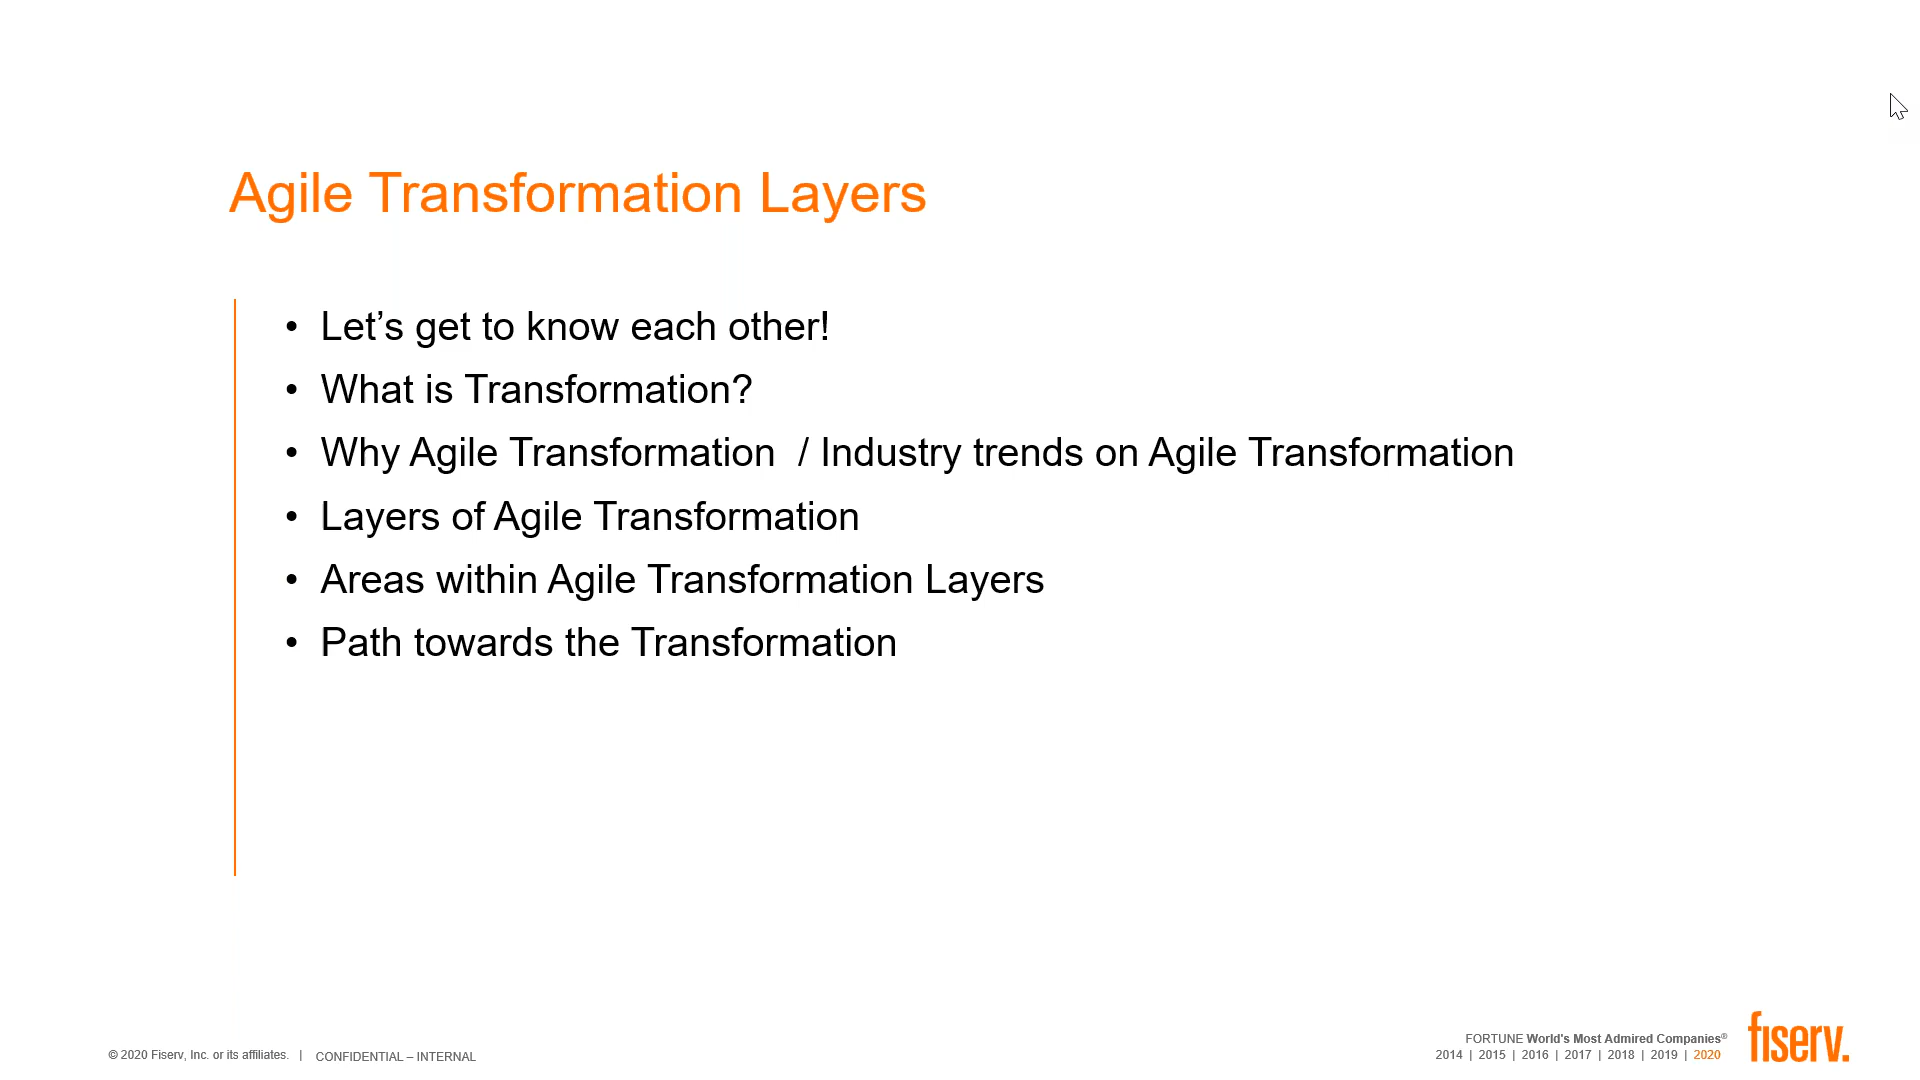 Agile Transformation Layers
• Let’s get to know each other!
• What is Transformation?
• Why Agile Transformation  / Industry trends on Agile Transformation
• Layers of Agile Transformation
• Areas within Agile Transformation Layers
• Path towards the Transformation
© 2020 Fiserv, Inc. or its affiliates. | CONFIDENTIAL – INTERNAL
FORTUNE World's Most Admired Companies®
2014 | 2015 | 2016 | 2017 | 2018 | 2019 | 2020
fiserv.